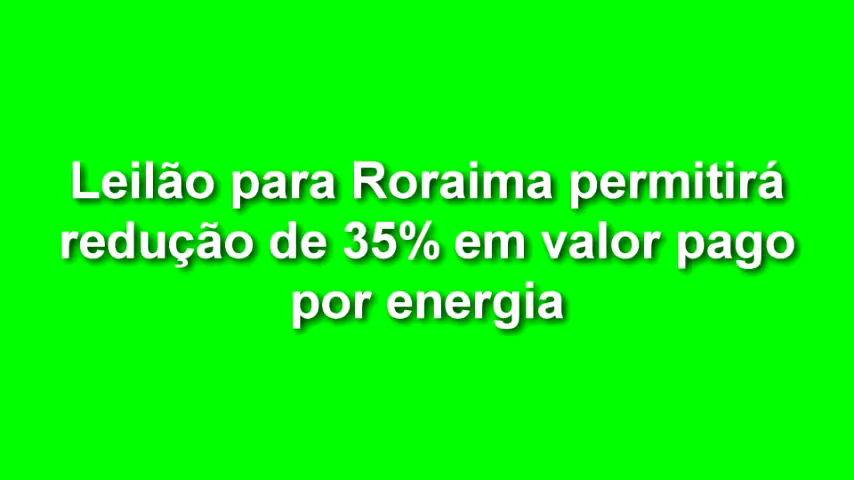 Leilão para Roraima permitirá
redução de 35% em valor pago
por energia